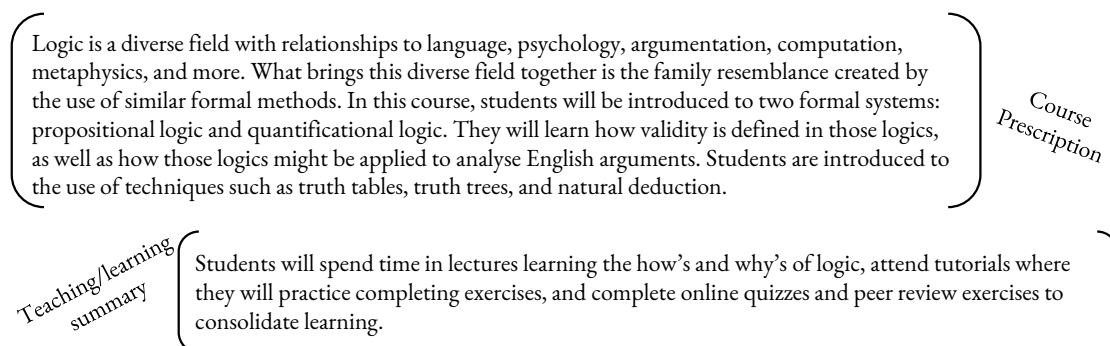 Logic is a diverse field with relationships to language, psychology, argumentation, computation,
metaphysics, and more. What brings this diverse field together is the family resemblance created by
the use of similar formal methods. In this course, students will be introduced to two formal systems:
propositional logic and quantificational logic. They will learn how validity is defined in those logics,
as well as how those logics might be applied to analyse English arguments. Students are introduced to
the use of techniques such as truth tables, truth trees, and natural deduction.
Course
Prescription
Teaching/learning
summary
Students will spend time in lectures learning the how’s and why’s of logic, attend tutorials where
they will practice completing exercises, and complete online quizzes and peer review exercises to
consolidate learning.